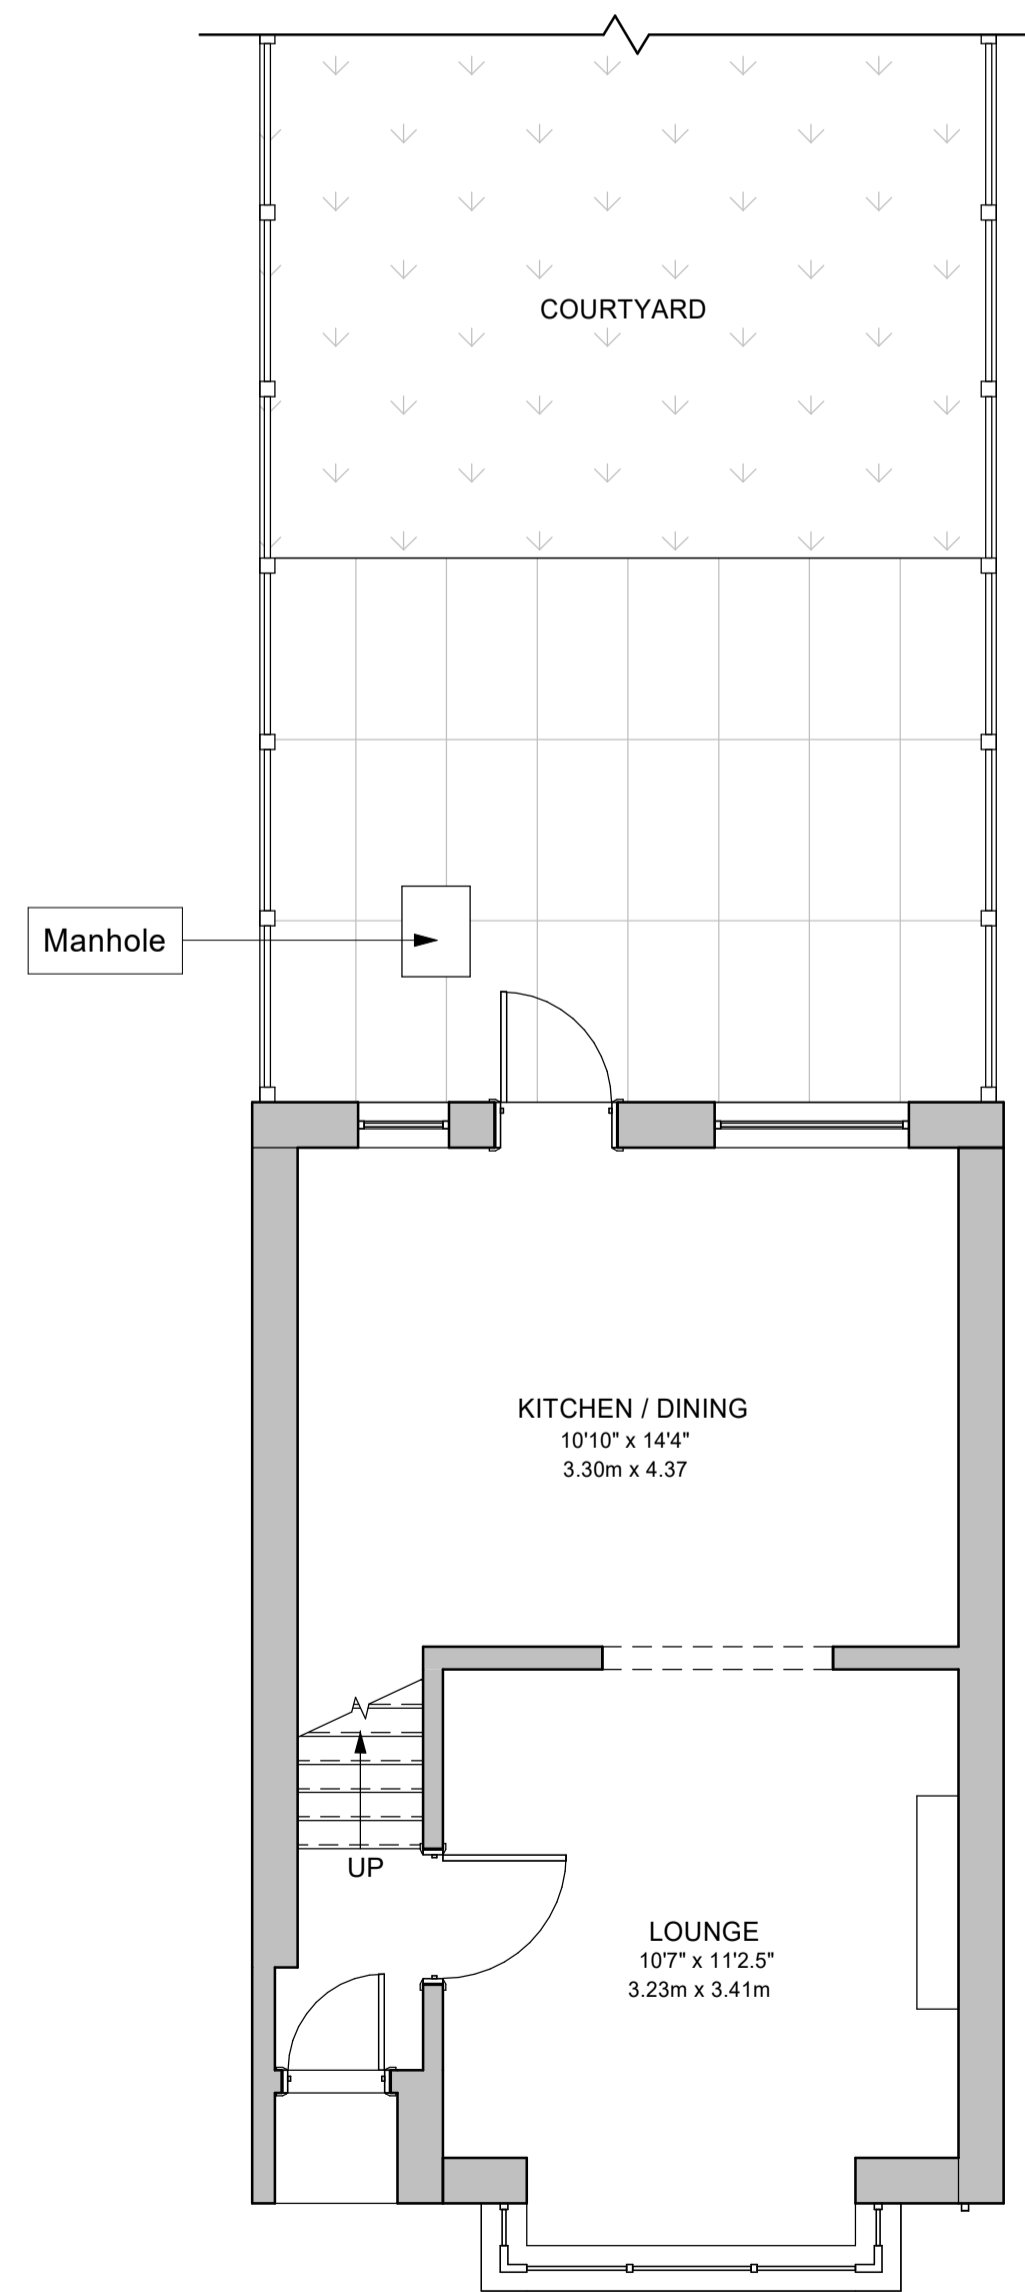 COURTYARD
Manhole
KITCHEN / DINING
10'10" x 14'4"
3.30m x 4.37
UP
LOUNGE
10'7" x 11'2.5"
3.23m x 3.41m